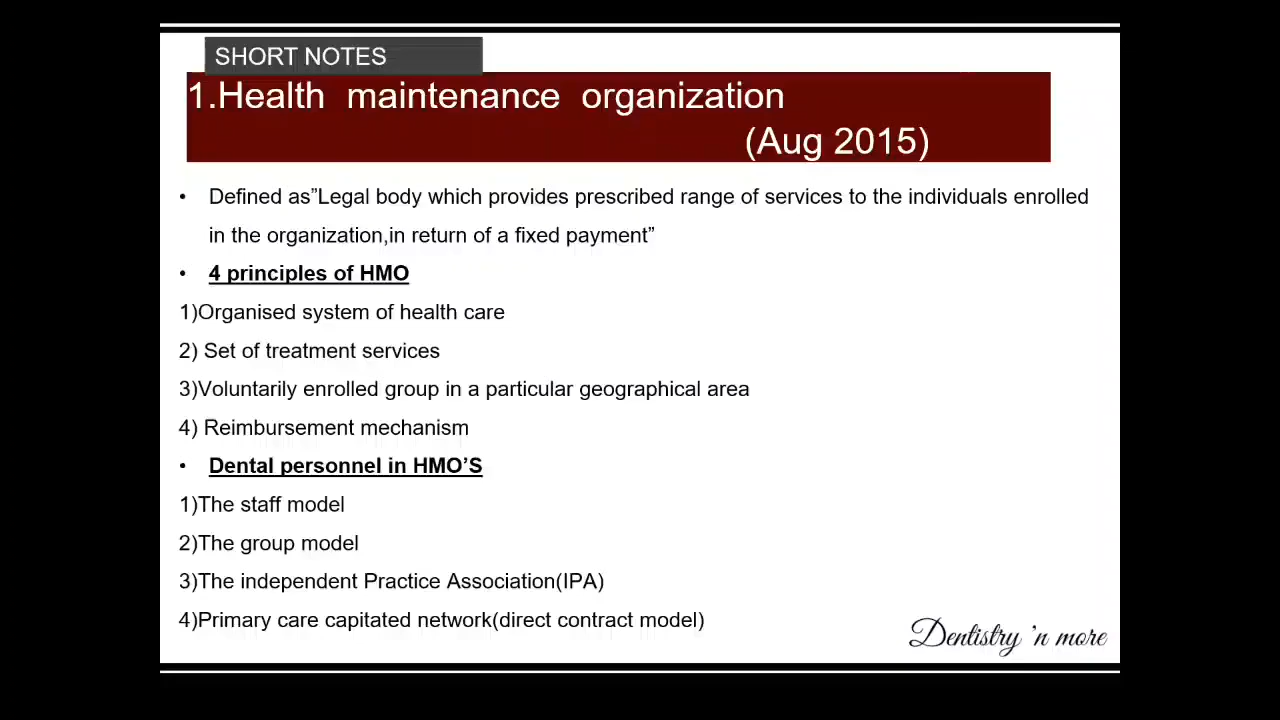 SHORT NOTES
1.Health maintenance organization
(Aug 2015)
• Defined as”Legal body which provides prescribed range of services to the individuals enrolled
in the organization,in return of a fixed payment”
• 4 principles of HMO
1)Organised system of health care
2) Set of treatment services
3)Voluntarily enrolled group in a particular geographical area
4) Reimbursement mechanism
• Dental personnel in HMO’S
1)The staff model
2)The group model
3)The independent Practice Association(IPA)
4)Primary care capitated network(direct contract model)
Dentistry ’n more